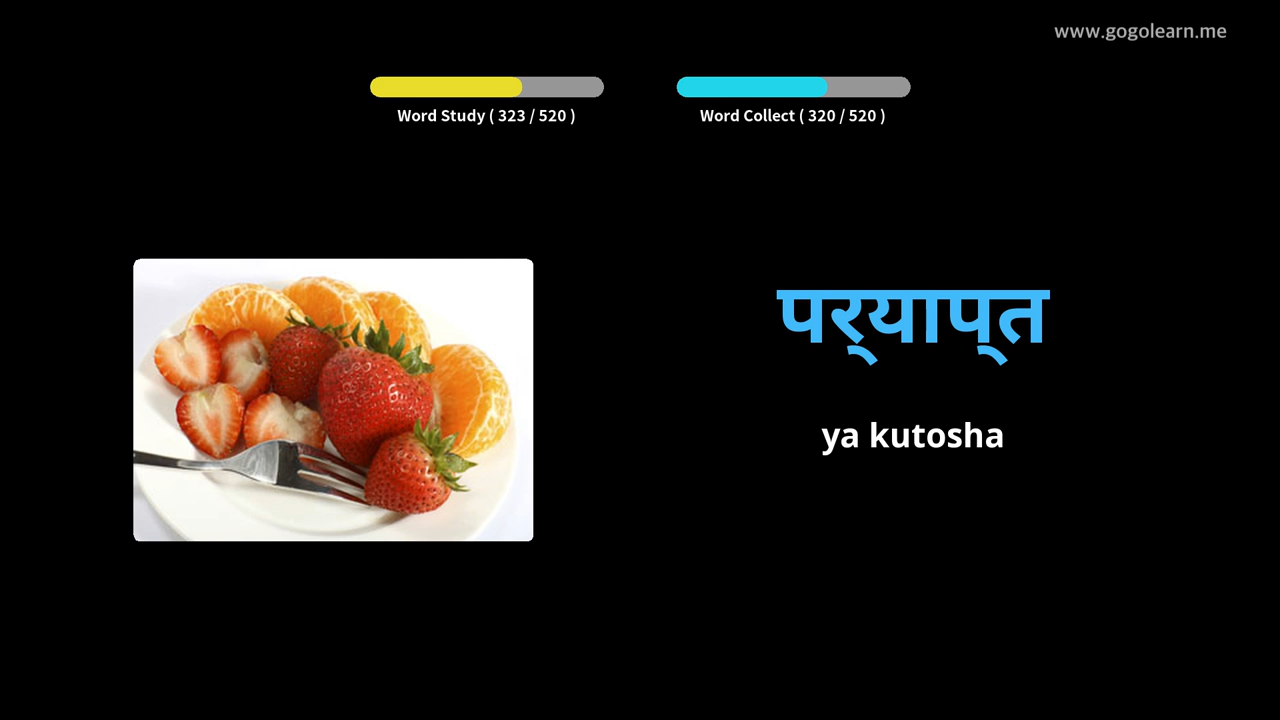 www.gogolearn.me
Word Study ( 323 / 520 )
Word Collect ( 320 / 520 )
पर्याप्त
ya kutosha